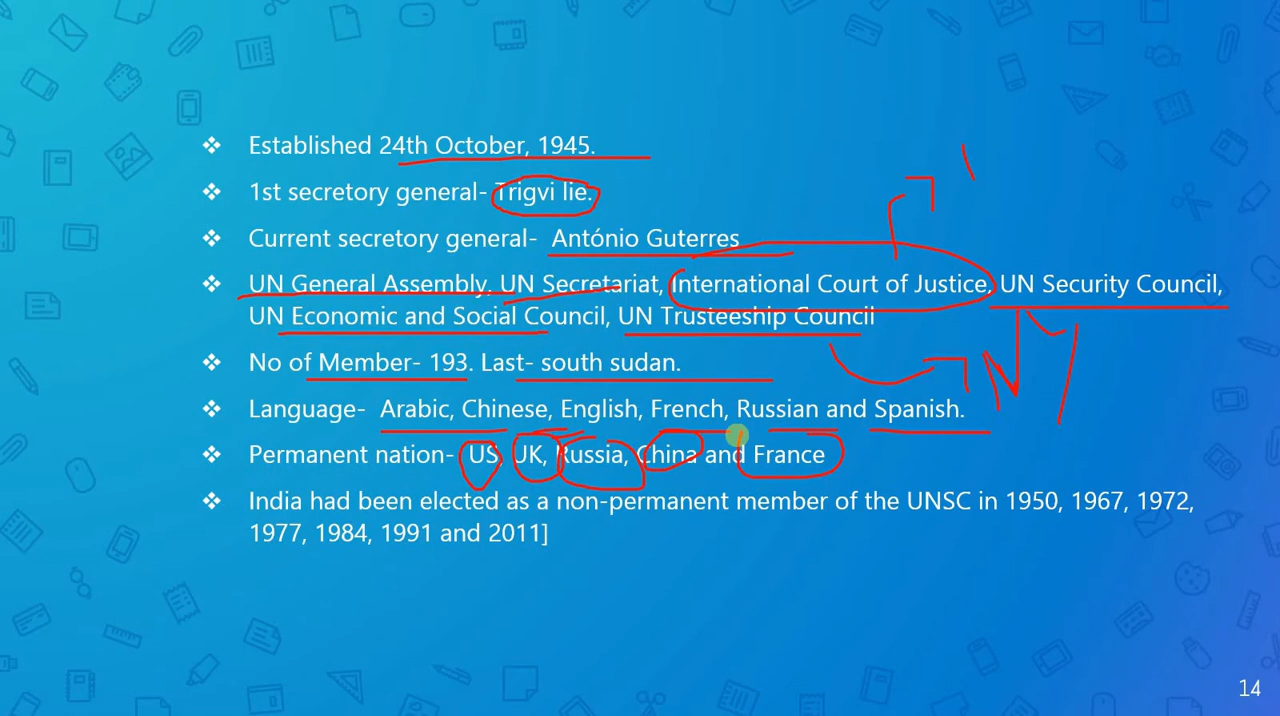 ❖ Established 24th October, 1945.
❖ 1st secretory general- Trigvi lie.
❖ Current secretory general- António Guterres
❖ UN General Assembly, UN Secretariat, International Court of Justice, UN Security Council,
UN Economic and Social Council, UN Trusteeship Council
❖ No of Member- 193. Last- south sudan.
❖ Language- Arabic, Chinese, English, French, Russian and Spanish.
❖ Permanent nation- US, UK, Russia, China and France
❖ India had been elected as a non-permanent member of the UNSC in 1950, 1967, 1972,
1977, 1984, 1991 and 2011]
14